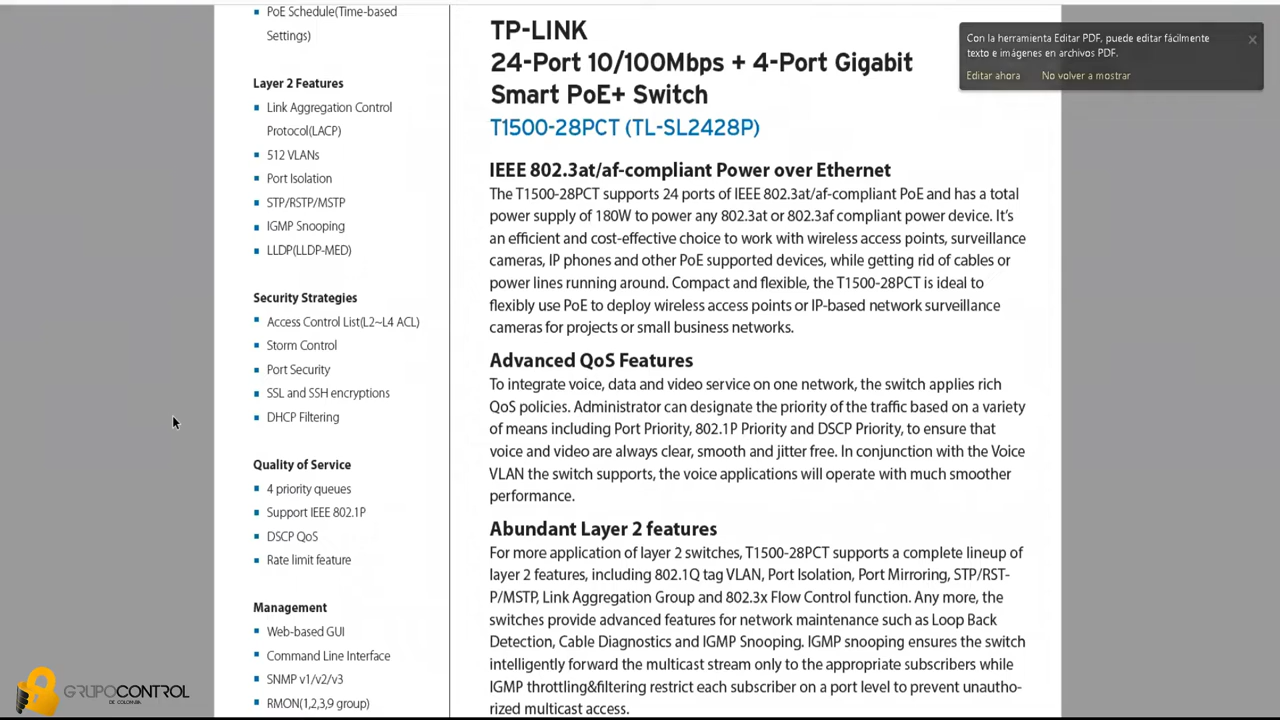 PoE Schedule(Time-based
Settings)
Layer 2 Features
Link Aggregation Control
Protocol(LACP)
512 VLANs
Port Isolation
STP/RSTP/MSTP
IGMP Snooping
LLDP(LLDP-MED)
Security Strategies
Access Control List(L2~L4 ACL)
Storm Control
Port Security
SSL and SSH encryptions
DHCP Filtering
Quality of Service
4 priority queues
Support IEEE 802.1P
DSCP QoS
Rate limit feature
Management
Web-based GUI
Command Line Interface
SNMP v1/v2/v3
RMON(1,2,3,9 group)
TP-LINK
24-Port 10/100Mbps + 4-Port Gigabit
Smart PoE+ Switch
T1500-28PCT (TL-SL2428P)
IEEE 802.3at/af-compliant Power over Ethernet
The T1500-28PCT supports 24 ports of IEEE 802.3at/af-compliant PoE and has a total
power supply of 180W to power any 802.3at or 802.3af compliant power device. It's
an efficient and cost-effective choice to work with wireless access points, surveillance
cameras, IP phones and other PoE supported devices, while getting rid of cables or
power lines running around. Compact and flexible, the T1500-28PCT is ideal to
flexibly use PoE to deploy wireless access points or IP-based network surveillance
cameras for projects or small business networks.
Advanced QoS Features
To integrate voice, data and video service on one network, the switch applies rich
QoS policies. Administrator can designate the priority of the traffic based on a variety
of means including Port Priority, 802.1P Priority and DSCP Priority, to ensure that
voice and video are always clear, smooth and jitter free. In conjunction with the Voice
VLAN the switch supports, the voice applications will operate with much smoother
performance.
Abundant Layer 2 features
For more application of layer 2 switches, T1500-28PCT supports a complete lineup of
layer 2 features, including 802.1Q tag VLAN, Port Isolation, Port Mirroring, STP/RST-
P/MSTP, Link Aggregation Group and 802.3x Flow Control function. Any more, the
switches provide advanced features for network maintenance such as Loop Back
Detection, Cable Diagnostics and IGMP Snooping. IGMP snooping ensures the switch
intelligently forward the multicast stream only to the appropriate subscribers while
IGMP throttling&filtering restrict each subscriber on a port level to prevent unautho-
rized multicast access.
Con la herramienta Editar PDF, puede editar fácilmente
texto e imágenes en archivos PDF.
Editar ahora No volver a mostrar
GRUPOCONTROL
DE COLOMBIA